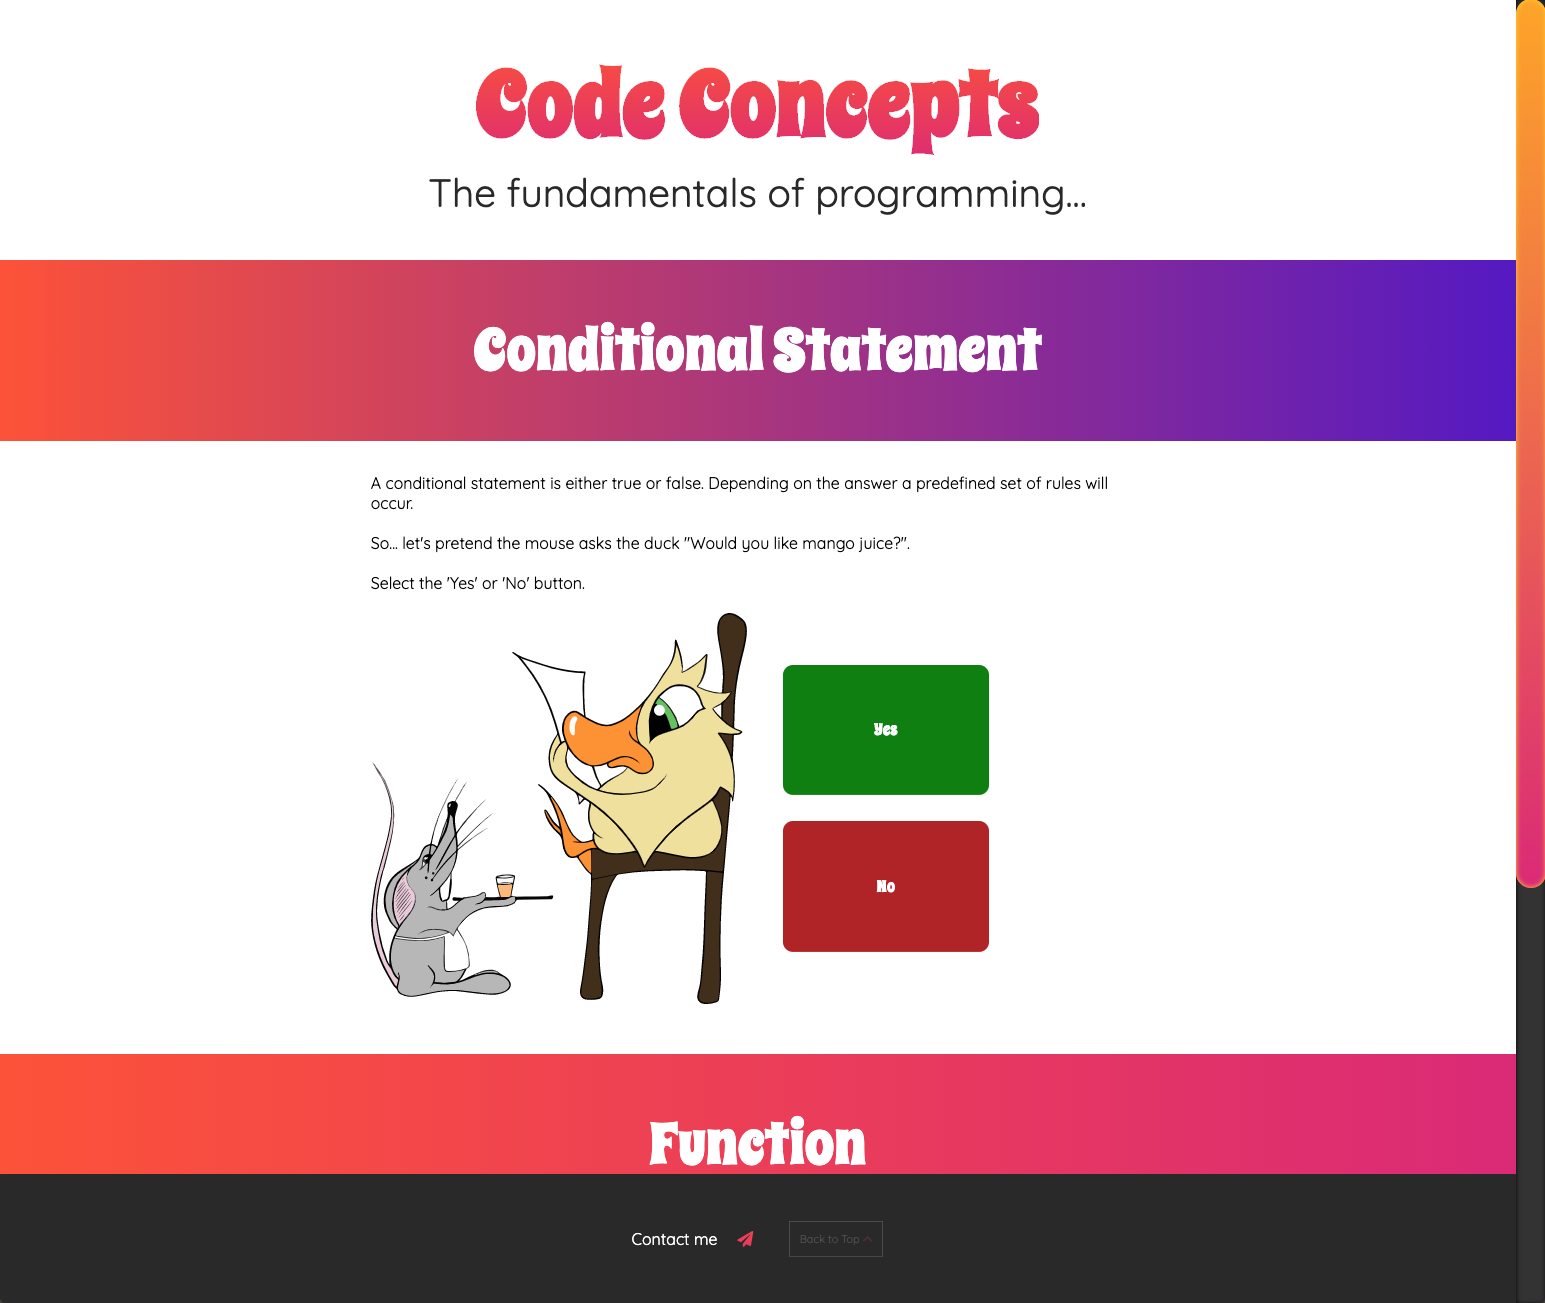 Code Concepts
The fundamentals of programming...
Conditional Statement
A conditional statement is either true or false. Depending on the answer a predefined set of rules will
occur.
So... let's pretend the mouse asks the duck "Would you like mango juice?".
Select the 'Yes' or 'No' button.
Yes
No
Function
Contact me
Back to Top